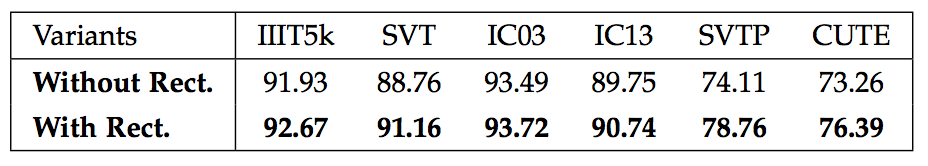 Variants IIIT5k SVT IC03 IC13 SVTP CUTE
Without Rect. 91.93 88.76 93.49 89.75 74.11 73.26
With Rect. 92.67 91.16 93.72 90.74 78.76 76.39